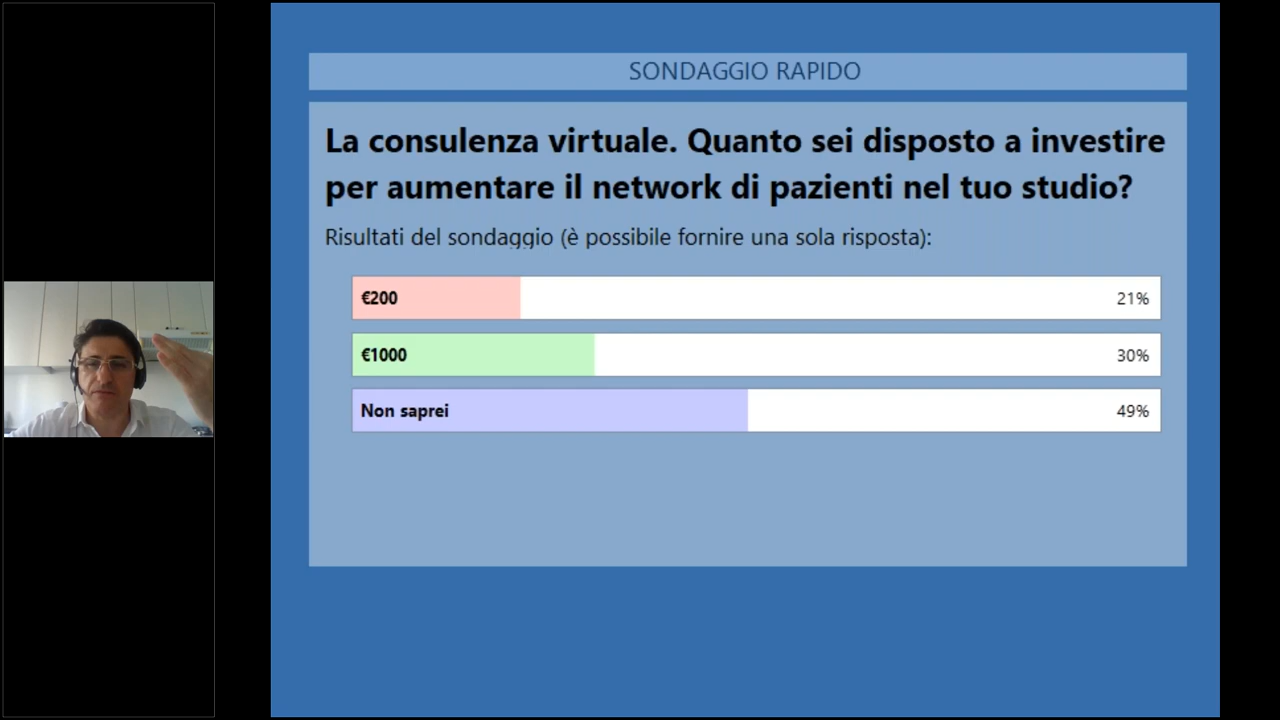 SONDAGGIO RAPIDO
La consulenza virtuale. Quanto sei disposto a investire
per aumentare il network di pazienti nel tuo studio?
Risultati del sondaggio (è possibile fornire una sola risposta):
€200 21%
€1000 30%
Non saprei 49%